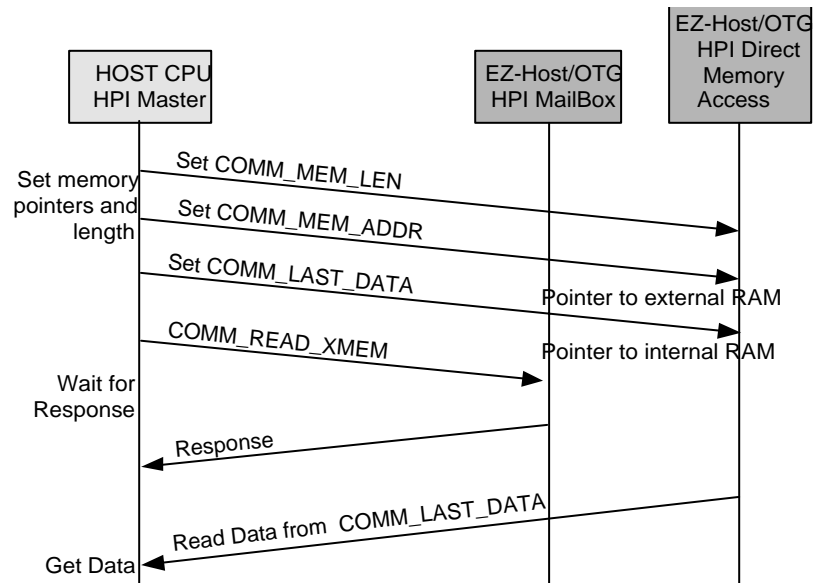 EZ-Host/OTG
HPI Direct
Memory
Access
HOST CPU
HPI Master
EZ-Host/OTG
HPI MailBox
Set COMM_MEM_LEN
Set memory
pointers and
length
Set COMM_MEM_ADDR
Set COMM_LAST_DATA
Pointer to external RAM
COMM_READ_XMEM
Pointer to internal RAM
Wait for
Response
Response
Read Data from COMM_LAST_DATA
Get Data